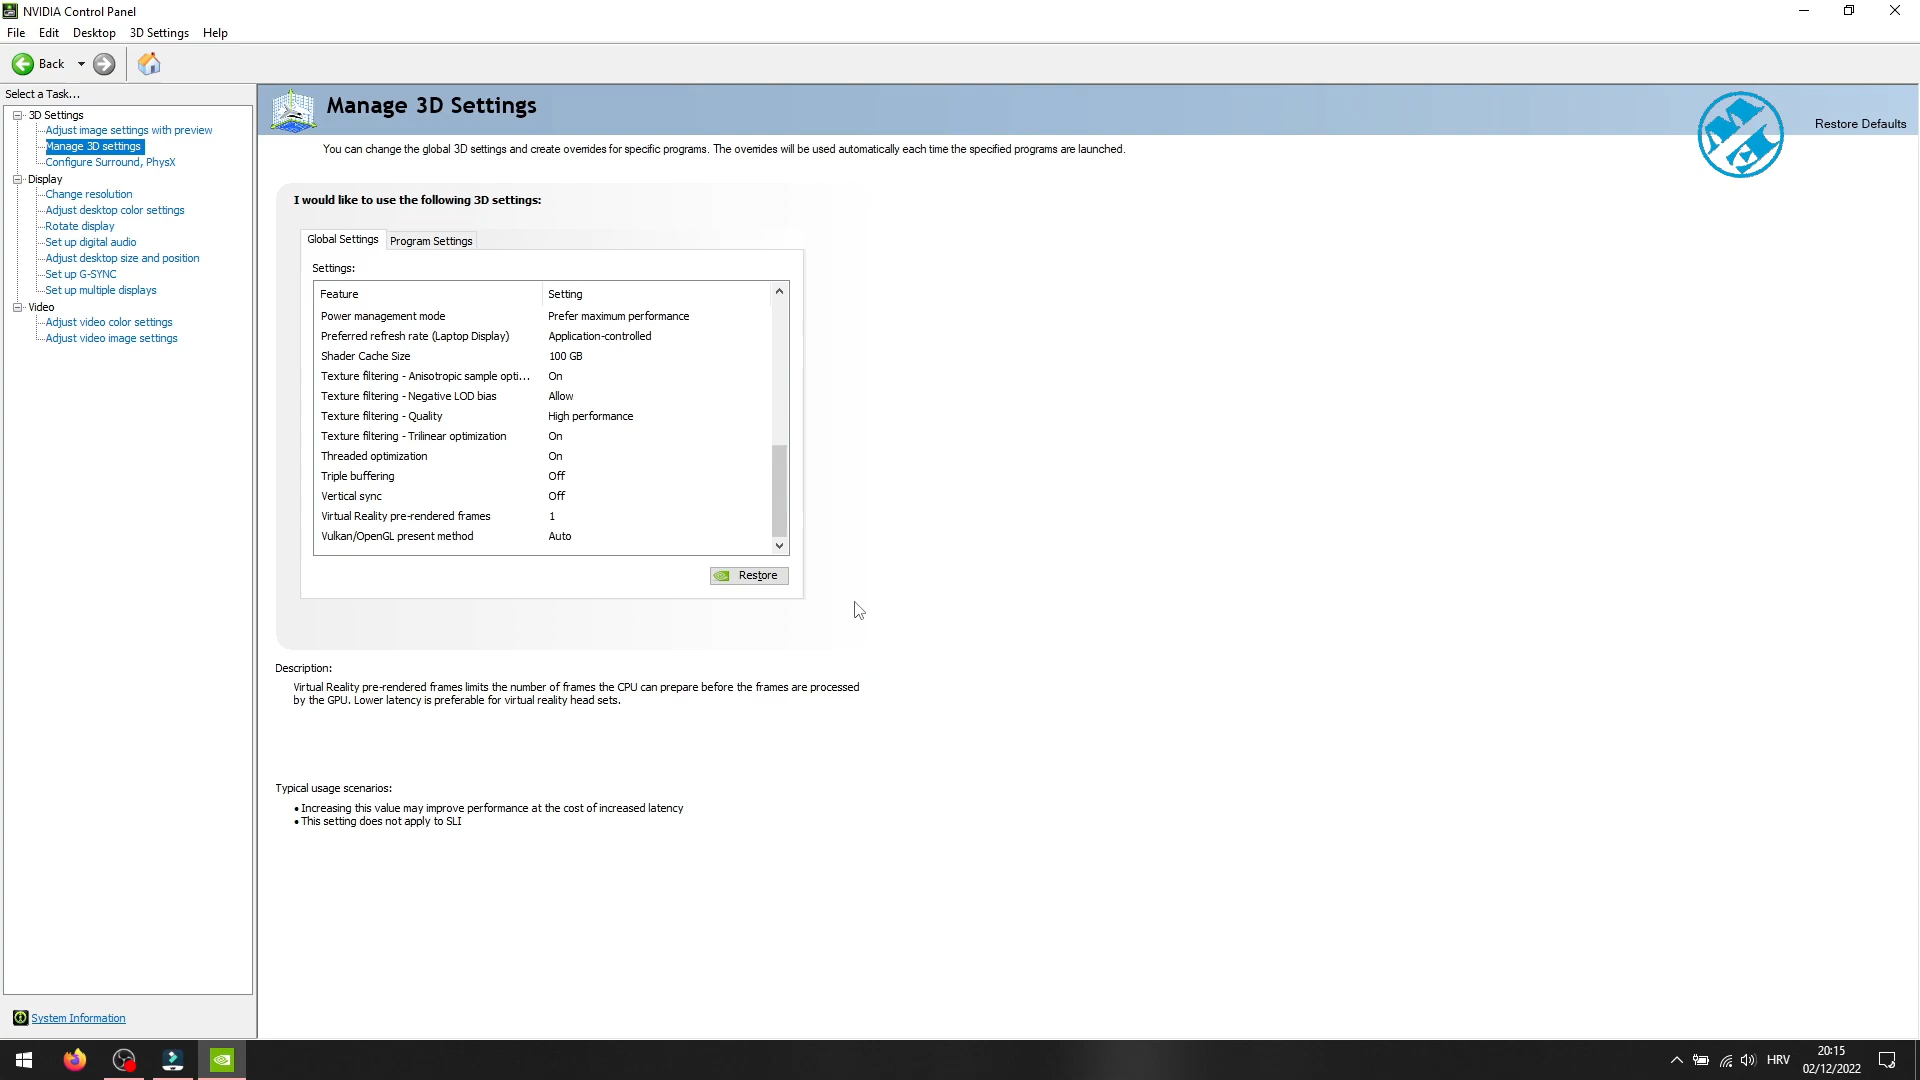 NVIDIA Control Panel
File Edit Desktop 3D Settings Help
Back
Select a Task...
3D Settings
Adjust image settings with preview
Manage 3D settings
Configure Surround, PhysX
Display
Change resolution
Adjust desktop color settings
Rotate display
Set up digital audio
Adjust desktop size and position
Set up G-SYNC
Set up multiple displays
Video
Adjust video color settings
Adjust video image settings
System Information
Manage 3D Settings
Restore Defaults
You can change the global 3D settings and create overrides for specific programs. The overrides will be used automatically each time the specified programs are launched.
I would like to use the following 3D settings:
Global Settings Program Settings
Settings:
Feature Setting
Power management mode Prefer maximum performance
Preferred refresh rate (Laptop Display) Application-controlled
Shader Cache Size 100 GB
Texture filtering - Anisotropic sample opti... On
Texture filtering - Negative LOD bias Allow
Texture filtering - Quality High performance
Texture filtering - Trilinear optimization On
Threaded optimization On
Triple buffering Off
Vertical sync Off
Virtual Reality pre-rendered frames 1
Vulkan/OpenGL present method Auto
Restore
Description:
Virtual Reality pre-rendered frames limits the number of frames the CPU can prepare before the frames are processed
by the GPU. Lower latency is preferable for virtual reality head sets.
Typical usage scenarios:
• Increasing this value may improve performance at the cost of increased latency
• This setting does not apply to SLI
HRV
20:15
02/12/2022